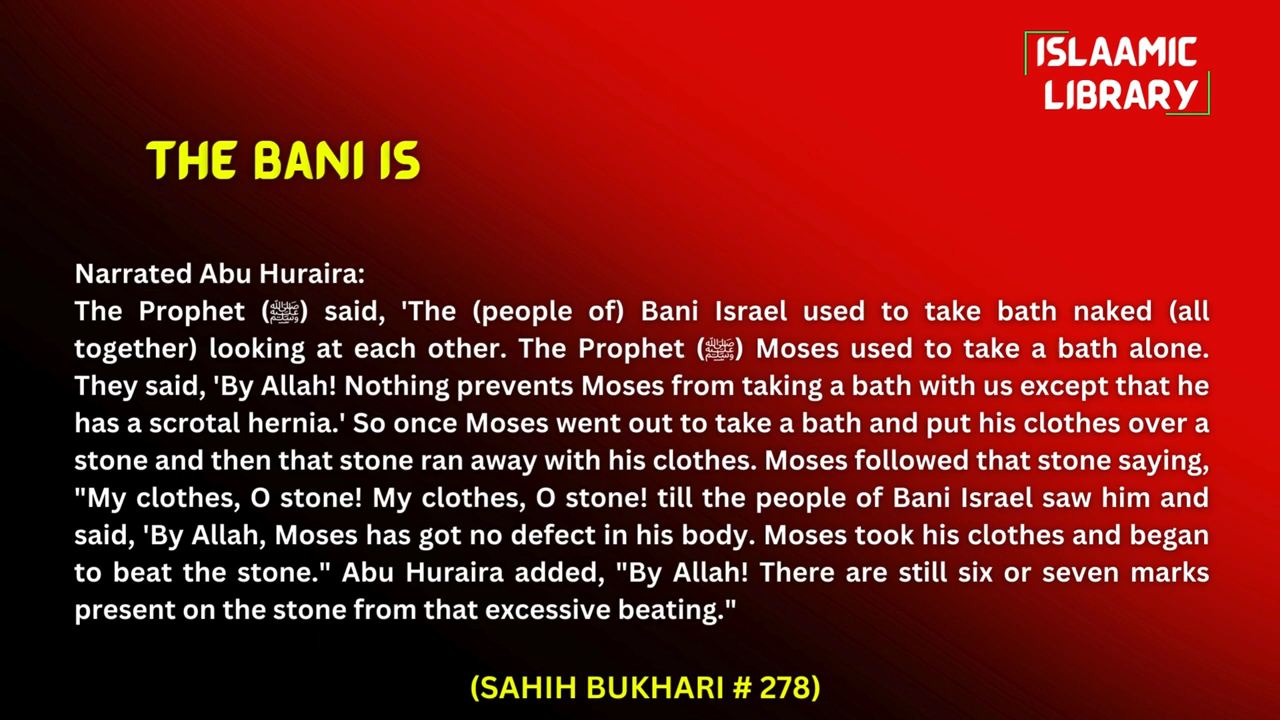 ISLAAMIC
LIBRARY
THE BANI IS
Narrated Abu Huraira:
The Prophet (ﷺ) said, 'The (people of) Bani Israel used to take bath naked (all
together) looking at each other. The Prophet (ﷺ) Moses used to take a bath alone.
They said, 'By Allah! Nothing prevents Moses from taking a bath with us except that he
has a scrotal hernia.' So once Moses went out to take a bath and put his clothes over a
stone and then that stone ran away with his clothes. Moses followed that stone saying,
"My clothes, O stone! My clothes, O stone! till the people of Bani Israel saw him and
said, 'By Allah, Moses has got no defect in his body. Moses took his clothes and began
to beat the stone." Abu Huraira added, "By Allah! There are still six or seven marks
present on the stone from that excessive beating."
(SAHIH BUKHARI # 278)